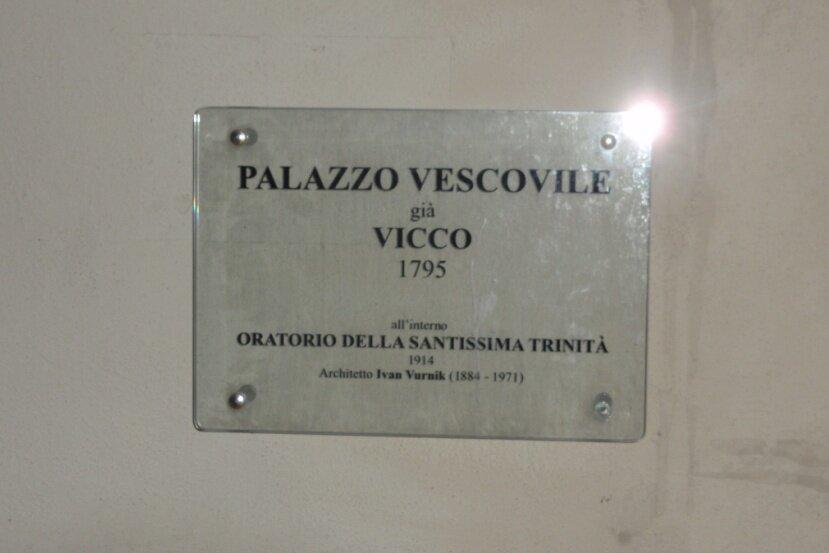 PALAZZO VESCOVILE
già
VICCO
1795
all'interno
ORATORIO DELLA SANTISSIMA TRINITÀ
1914
Architetto Ivan Vurnik (1884 - 1971)